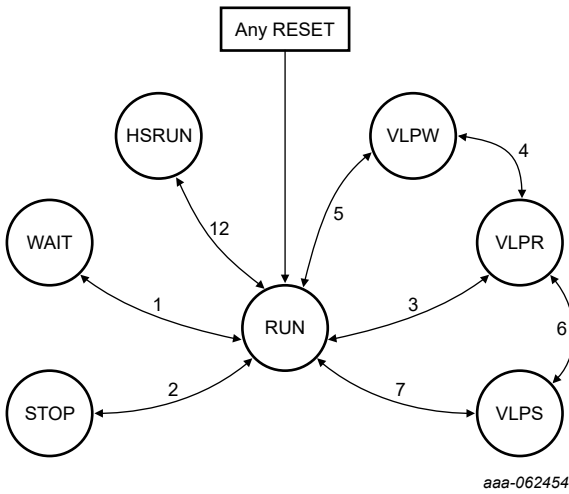 Any RESET
HSRUN
VLPW
4
12
5
WAIT
VLPR
1
RUN
3
6
2
7
STOP
VLPS
aaa-062454